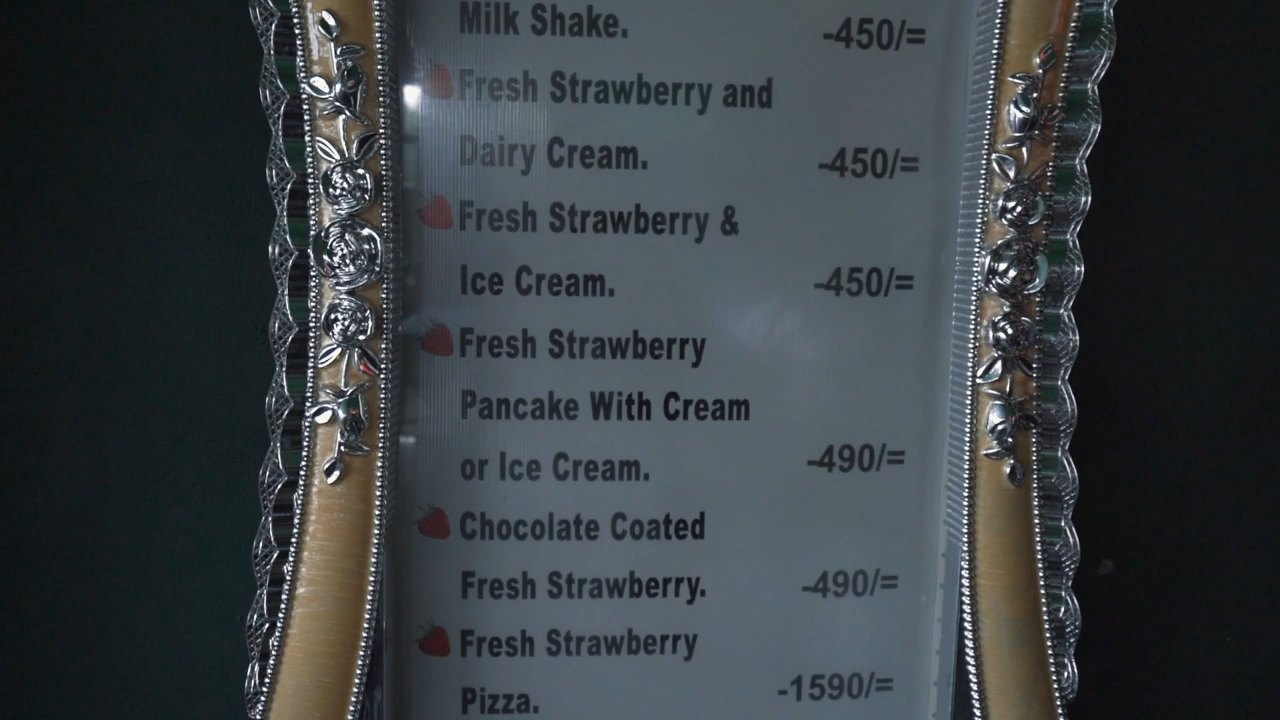 Milk Shake. -450/=
Fresh Strawberry and
Dairy Cream. -450/=
Fresh Strawberry &
Ice Cream. -450/=
Fresh Strawberry
Pancake With Cream
or Ice Cream. -490/=
Chocolate Coated
Fresh Strawberry. -490/=
Fresh Strawberry
Pizza. -1590/=